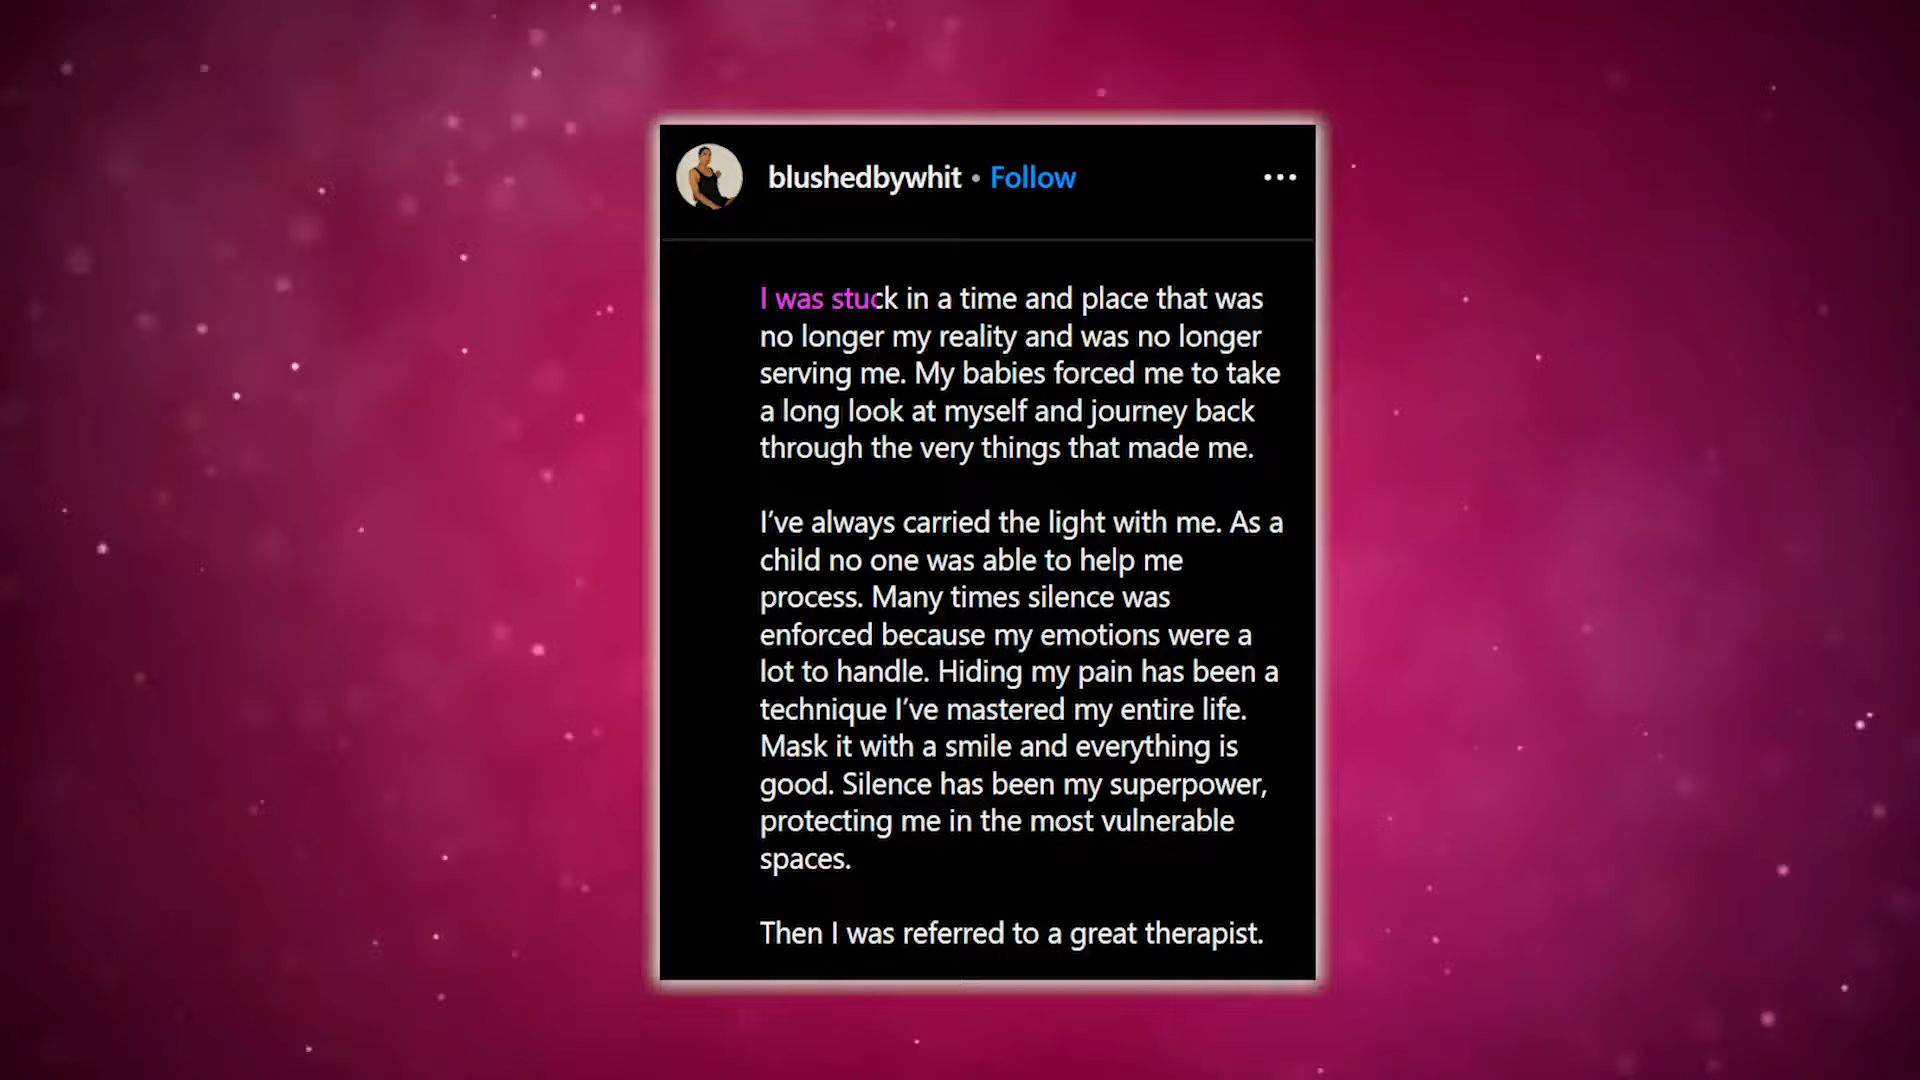 blushedbywhit • Follow
I was stuck in a time and place that was
no longer my reality and was no longer
serving me. My babies forced me to take
a long look at myself and journey back
through the very things that made me.
I’ve always carried the light with me. As a
child no one was able to help me
process. Many times silence was
enforced because my emotions were a
lot to handle. Hiding my pain has been a
technique I’ve mastered my entire life.
Mask it with a smile and everything is
good. Silence has been my superpower,
protecting me in the most vulnerable
spaces.
Then I was referred to a great therapist.